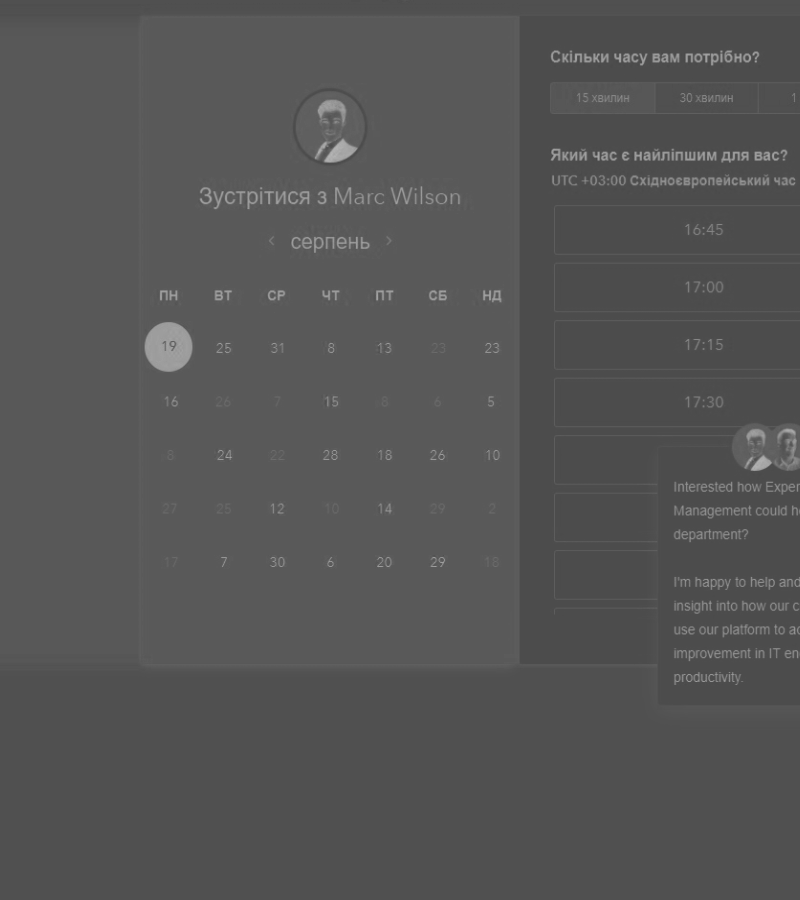 Зустрітися з Marc Wilson
серпень
ПН ВТ СР ЧТ ПТ СБ НД
19 25 31 8 13 23 23
16 26 7 15 8 6 5
8 24 22 28 18 26 10
27 25 12 10 14 29 2
17 7 30 6 20 29 18
Скільки часу вам потрібно?
15 хвилин 30 хвилин 1
Який час є найліпшим для вас?
UTC +03:00 Східноєвропейський час
16:45
17:00
17:15
17:30
Interested how Exper
Management could he
department?
I'm happy to help and
insight into how our c
use our platform to ac
improvement in IT en
productivity.